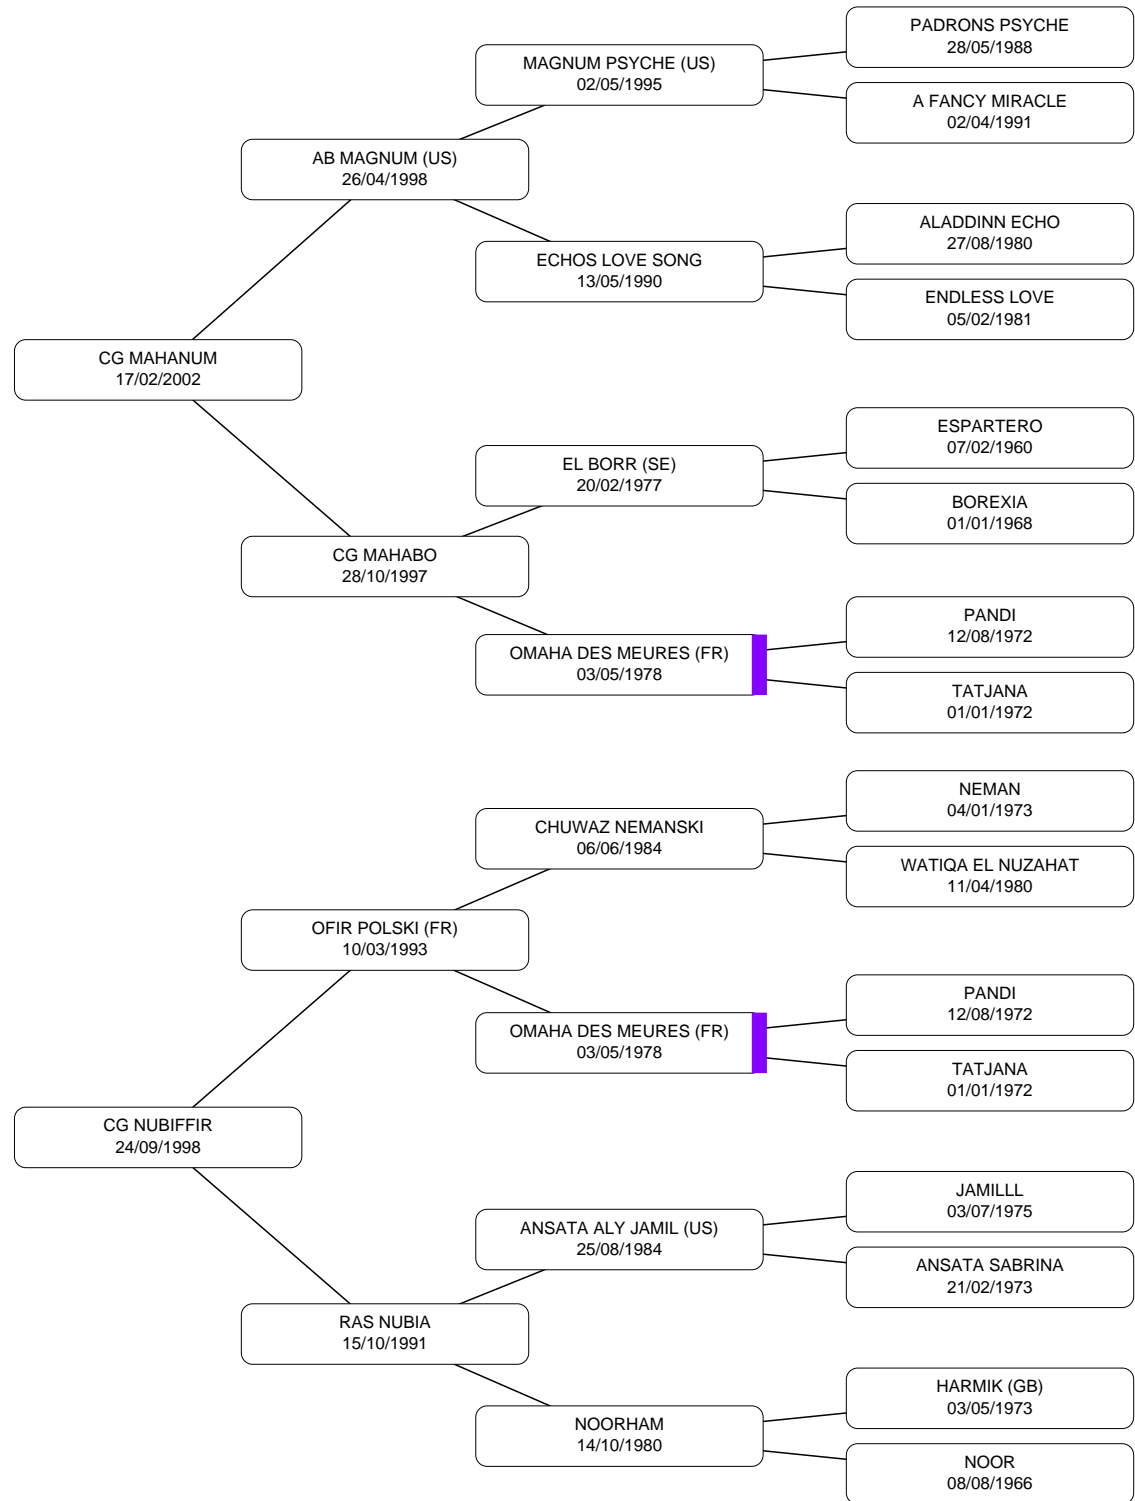 PADRONS PSYCHE
28/05/1988
MAGNUM PSYCHE (US)
02/05/1995
A FANCY MIRACLE
02/04/1991
AB MAGNUM (US)
26/04/1998
ALADDINN ECHO
27/08/1980
ECHOS LOVE SONG
13/05/1990
ENDLESS LOVE
05/02/1981
CG MAHANUM
17/02/2002
ESPARTERO
07/02/1960
EL BORR (SE)
20/02/1977
BOREXIA
01/01/1968
CG MAHABO
28/10/1997
PANDI
12/08/1972
OMAHA DES MEURES (FR)
03/05/1978
TATJANA
01/01/1972
NEMAN
04/01/1973
CHUWAZ NEMANSKI
06/06/1984
WATIQA EL NUZAHAT
11/04/1980
OFIR POLSKI (FR)
10/03/1993
PANDI
12/08/1972
OMAHA DES MEURES (FR)
03/05/1978
TATJANA
01/01/1972
CG NUBIFFIR
24/09/1998
JAMILLL
03/07/1975
ANSATA ALY JAMIL (US)
25/08/1984
ANSATA SABRINA
21/02/1973
RAS NUBIA
15/10/1991
HARMIK (GB)
03/05/1973
NOORHAM
14/10/1980
NOOR
08/08/1966